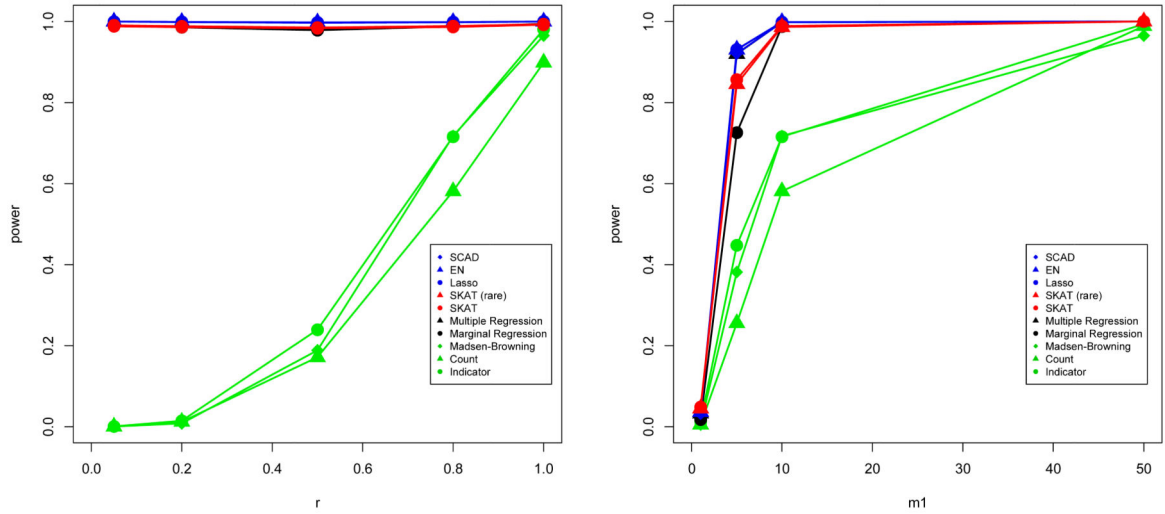 power
1.0
0.8
0.6
0.4
0.2
0.0
SCAD
EN
Lasso
SKAT (rare)
SKAT
Multiple Regression
Marginal Regression
Madsen-Browning
Count
Indicator
0.0 0.2 0.4 0.6 0.8 1.0
r
power
1.0
0.8
0.6
0.4
0.2
0.0
SCAD
EN
Lasso
SKAT (rare)
SKAT
Multiple Regression
Marginal Regression
Madsen-Browning
Count
Indicator
0 10 20 30 40 50
m1